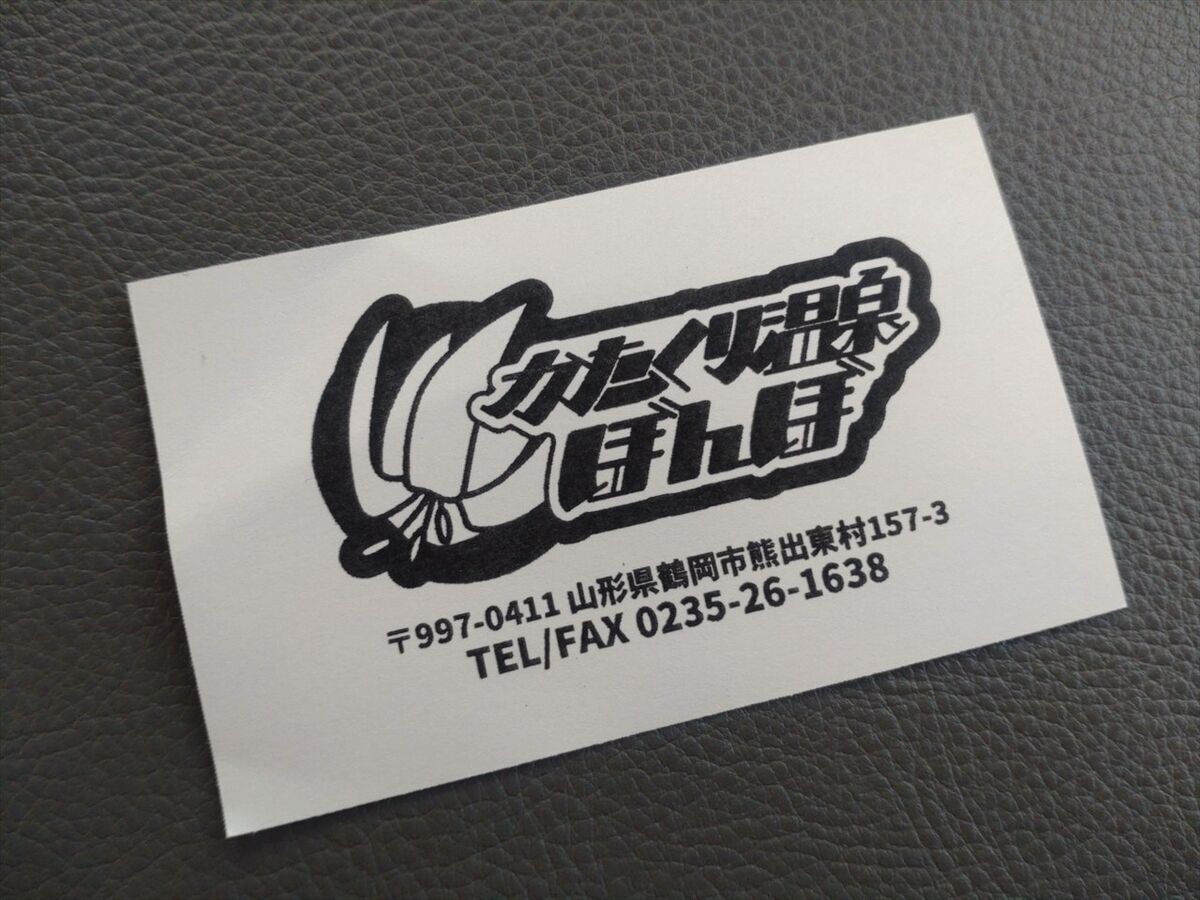 かたくり温泉
ぼんぼ
〒997-0411 山形県鶴岡市熊出東村157-3
TEL/FAX 0235-26-1638